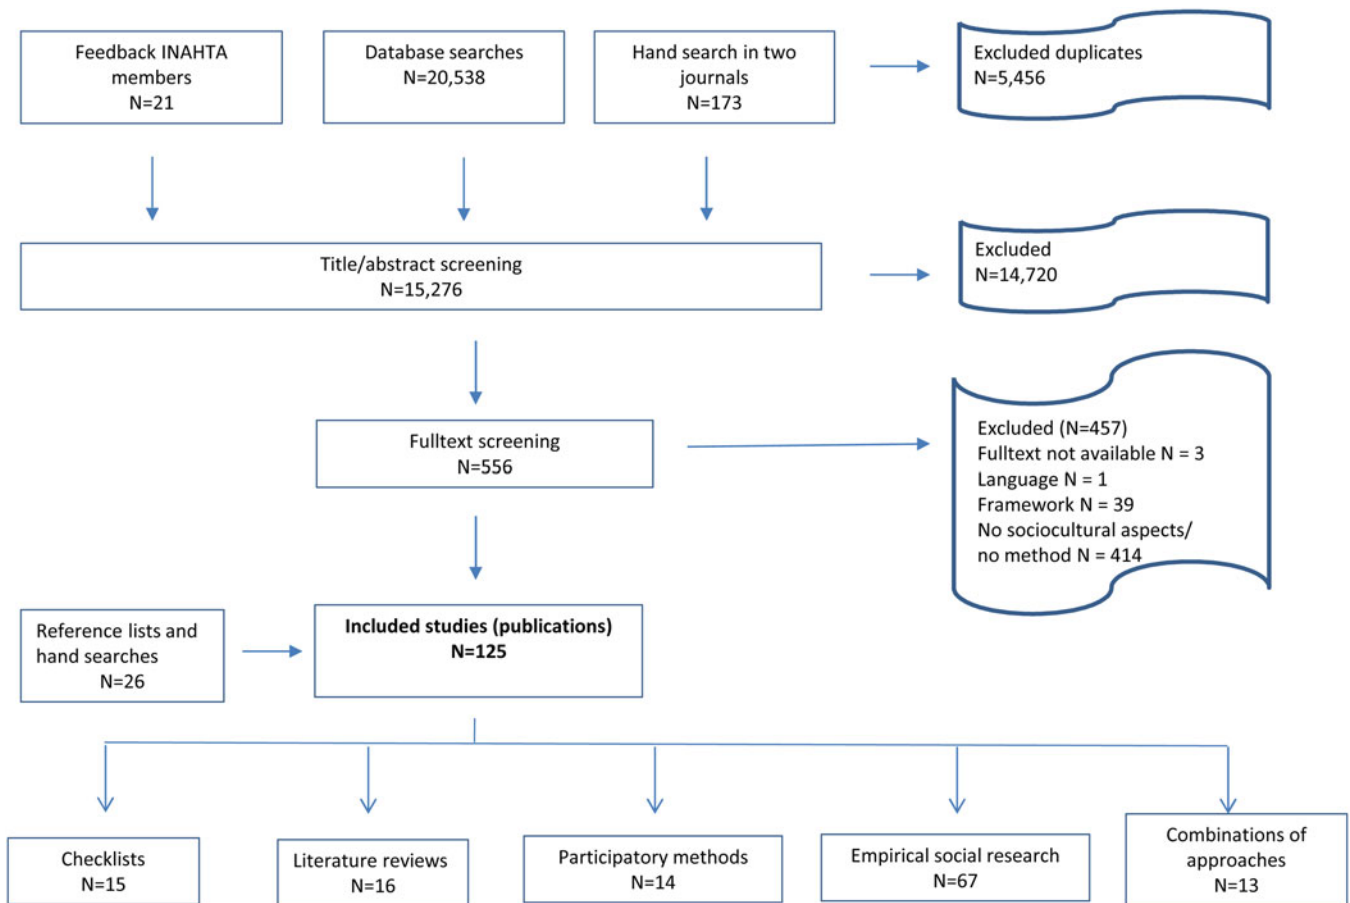 Feedback INAHTA
members
N=21
Database searches
N=20,538
Hand search in two
journals
N=173
Excluded duplicates
N=5,456
Title/abstract screening
N=15,276
Excluded
N=14,720
Fulltext screening
N=556
Excluded (N=457)
Fulltext not available N = 3
Language N = 1
Framework N = 39
No sociocultural aspects/
no method N = 414
Reference lists and
hand searches
N=26
Included studies (publications)
N=125
Checklists
N=15
Literature reviews
N=16
Participatory methods
N=14
Empirical social research
N=67
Combinations of
approaches
N=13